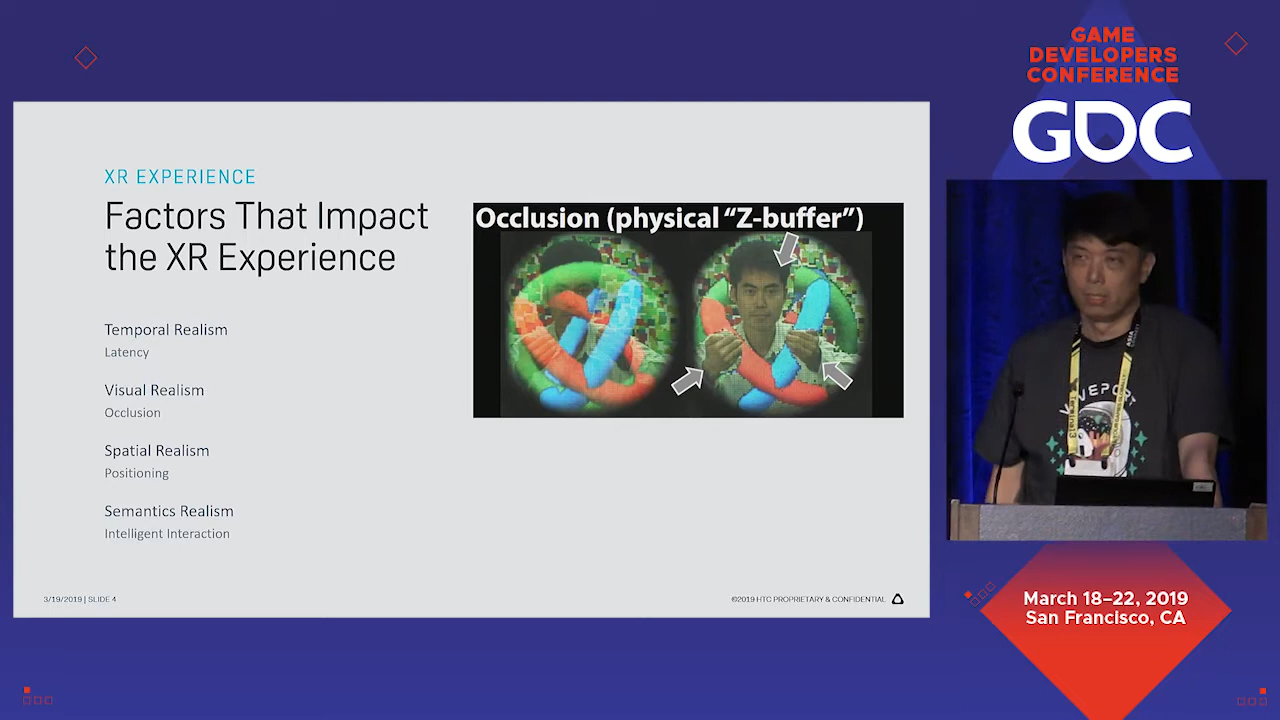 GAME
DEVELOPERS
CONFERENCE
GDC
XR EXPERIENCE
Factors That Impact
the XR Experience
Temporal Realism
Latency
Visual Realism
Occlusion
Spatial Realism
Positioning
Semantics Realism
Intelligent Interaction
Occlusion (physical “Z-buffer”)
3/19/2019 | SLIDE 4
©2019 HTC PROPRIETARY & CONFIDENTIAL
VIVEPORT
March 18–22, 2019
San Francisco, CA